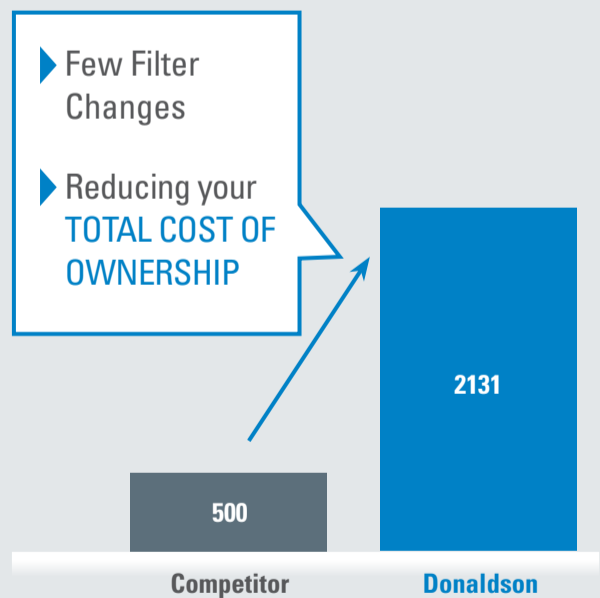 Few Filter
Changes
Reducing your
TOTAL COST OF
OWNERSHIP
2131
500
Competitor
Donaldson